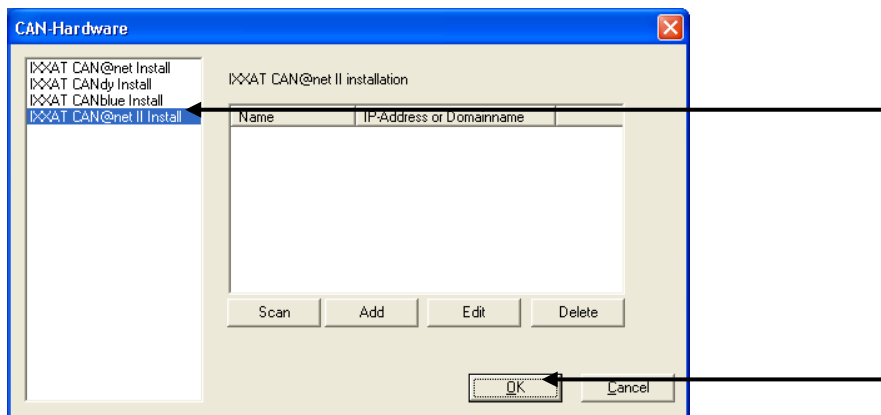 CAN-Hardware
IXXAT CAN@net Install
IXXAT CANdy Install
IXXAT CANblue Install
IXXAT CAN@net II Install
IXXAT CAN@net II installation
Name IP-Address or Domainname
Scan Add Edit Delete
OK Cancel